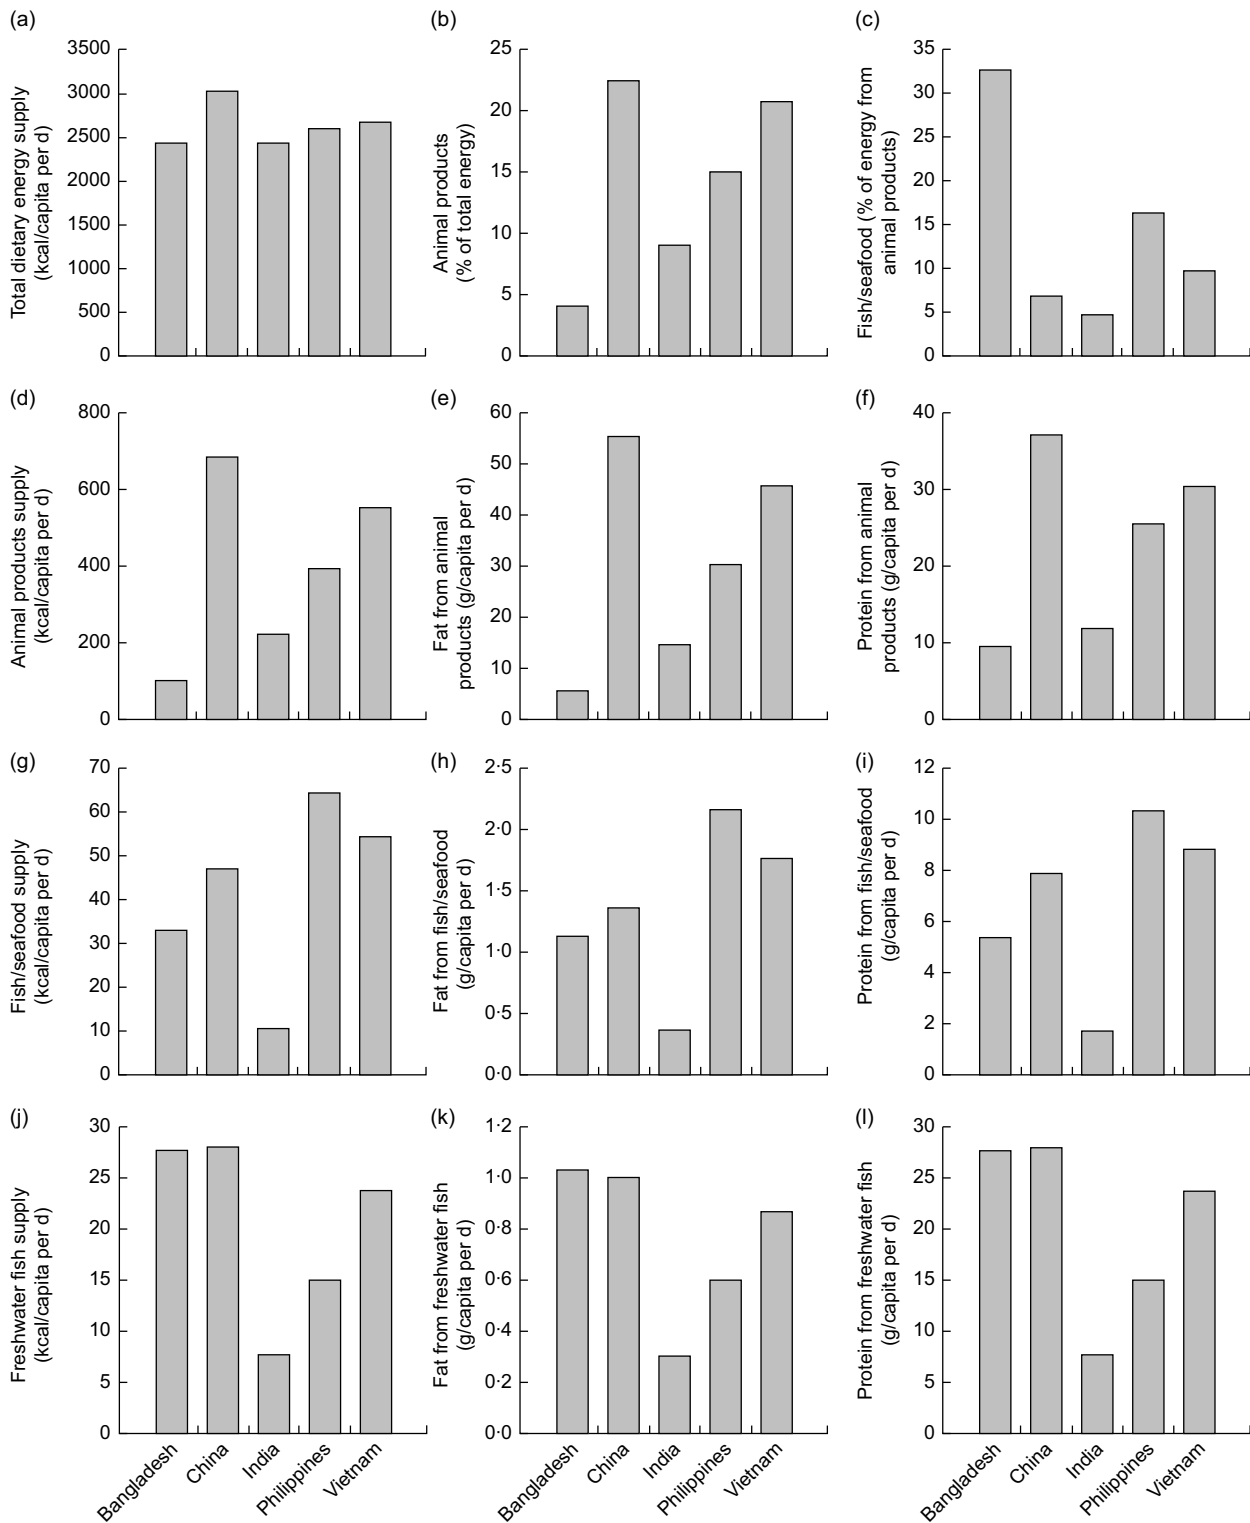 (a)
Total dietary energy supply
(kcal/capita per d)
3500
3000
2500
2000
1500
1000
500
0
(b)
Animal products
(% of total energy)
25
20
15
10
5
0
(c)
Fish/seafood (% of energy from
animal products)
35
30
25
20
15
10
5
0
(d)
Animal products supply
(kcal/capita per d)
800
600
400
200
0
(e)
Fat from animal
products (g/capita per d)
60
50
40
30
20
10
0
(f)
Protein from animal
products (g/capita per d)
40
30
20
10
0
(g)
Fish/seafood supply
(kcal/capita per d)
70
60
50
40
30
20
10
0
(h)
Fat from fish/seafood
(g/capita per d)
2·5
2·0
1·5
1·0
0·5
0·0
(i)
Protein from fish/seafood
(g/capita per d)
12
10
8
6
4
2
0
(j)
Freshwater fish supply
(kcal/capita per d)
30
25
20
15
10
5
0
Bangladesh
China
India
Philippines
Vietnam
(k)
Fat from freshwater fish
(g/capita per d)
1·2
1·0
0·8
0·6
0·4
0·2
0·0
Bangladesh
China
India
Philippines
Vietnam
(l)
Protein from freshwater fish
(g/capita per d)
30
25
20
15
10
5
0
Bangladesh
China
India
Philippines
Vietnam